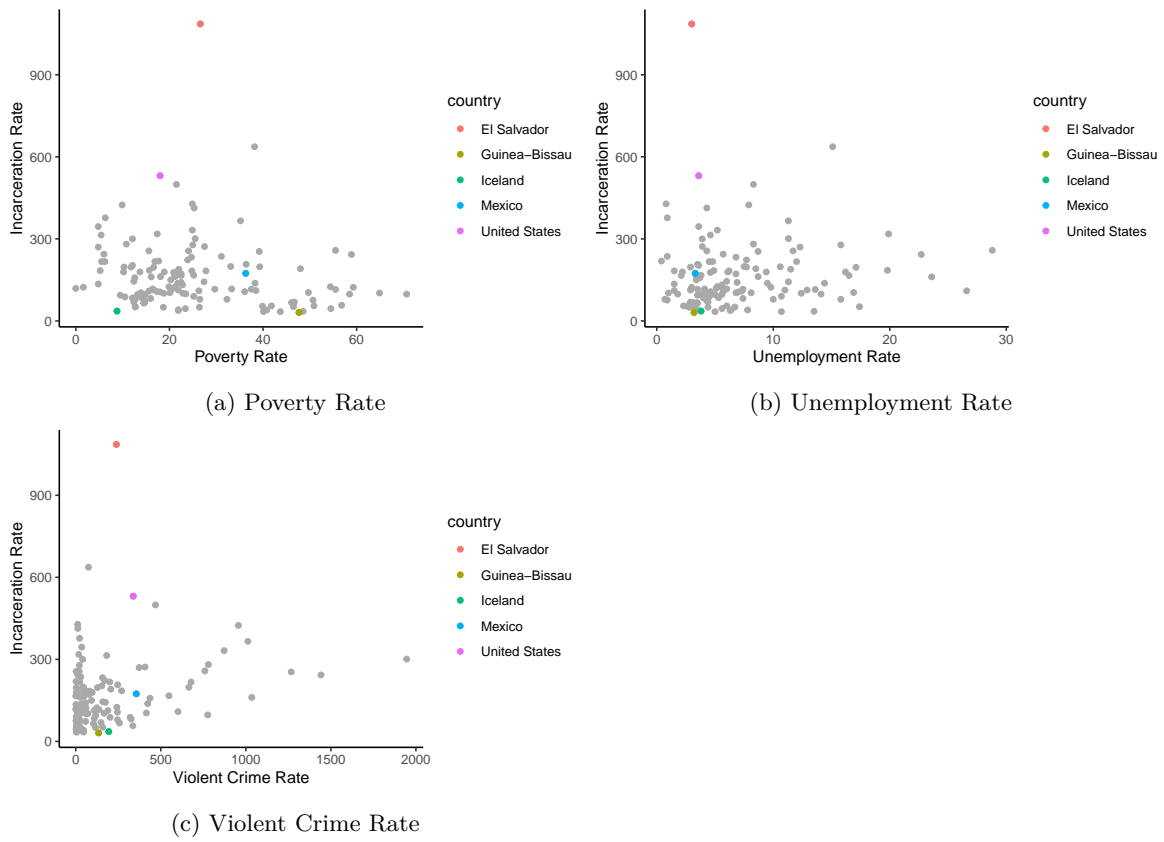 900
600
300
0
Incarceration Rate
0
20
40
60
Poverty Rate
country
El Salvador
Guinea−Bissau
Iceland
Mexico
United States
(a) Poverty Rate
900
600
300
0
Incarceration Rate
0
10
20
30
Unemployment Rate
country
El Salvador
Guinea−Bissau
Iceland
Mexico
United States
(b) Unemployment Rate
900
600
300
0
Incarceration Rate
0
500
1000
1500
2000
Violent Crime Rate
country
El Salvador
Guinea−Bissau
Iceland
Mexico
United States
(c) Violent Crime Rate